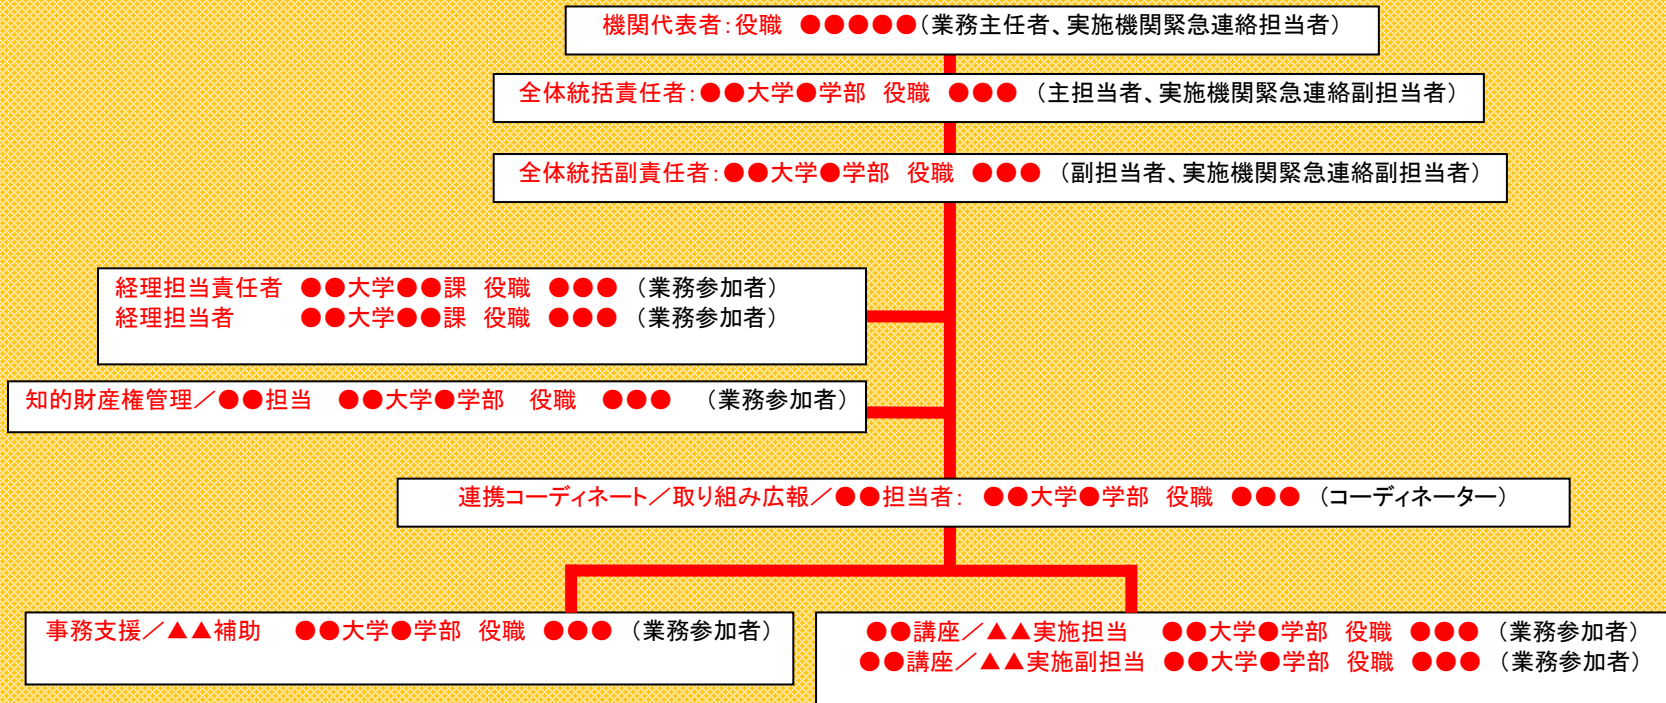 機関代表者：役職　●●●●●（業務主任者、実施機関緊急連絡担当者）
全体統括責任者：●●大学●学部　役職　●●●　（主担当者、実施機関緊急連絡副担当者）
全体統括副責任者：●●大学●学部　役職　●●●　（副担当者、実施機関緊急連絡副担当者）
経理担当責任者　●●大学●●課　役職　●●●　（業務参加者）
経理担当者　　　●●大学●●課　役職　●●●　（業務参加者）
知的財産権管理／●●担当　●●大学●学部　役職　●●●　（業務参加者）
連携コーディネート／取り組み広報／●●担当者：　●●大学●学部　役職　●●●　（コーディネーター）
事務支援／▲▲補助　●●大学●学部　役職　●●●　（業務参加者）
●●講座／▲▲実施担当　●●大学●学部　役職　●●●　（業務参加者）
●●講座／▲▲実施副担当　●●大学●学部　役職　●●●　（業務参加者）